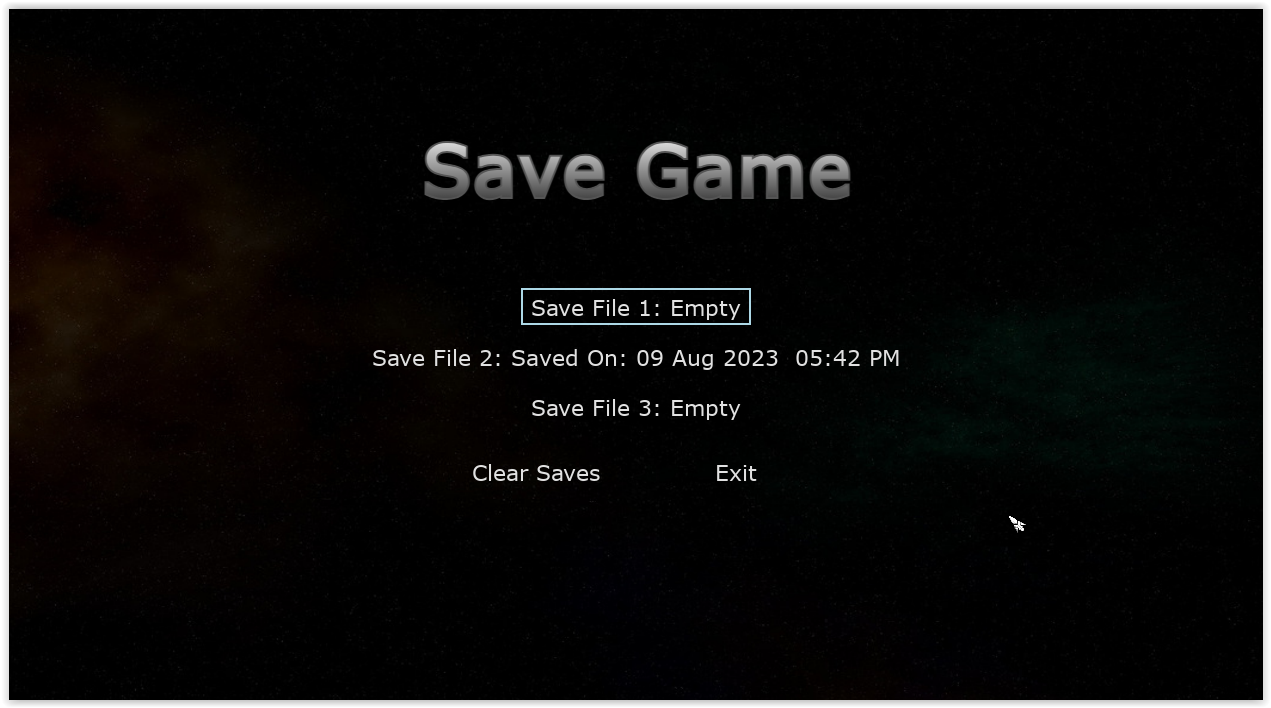 Save Game
Save File 1: Empty
Save File 2: Saved On: 09 Aug 2023  05:42 PM
Save File 3: Empty
Clear Saves Exit